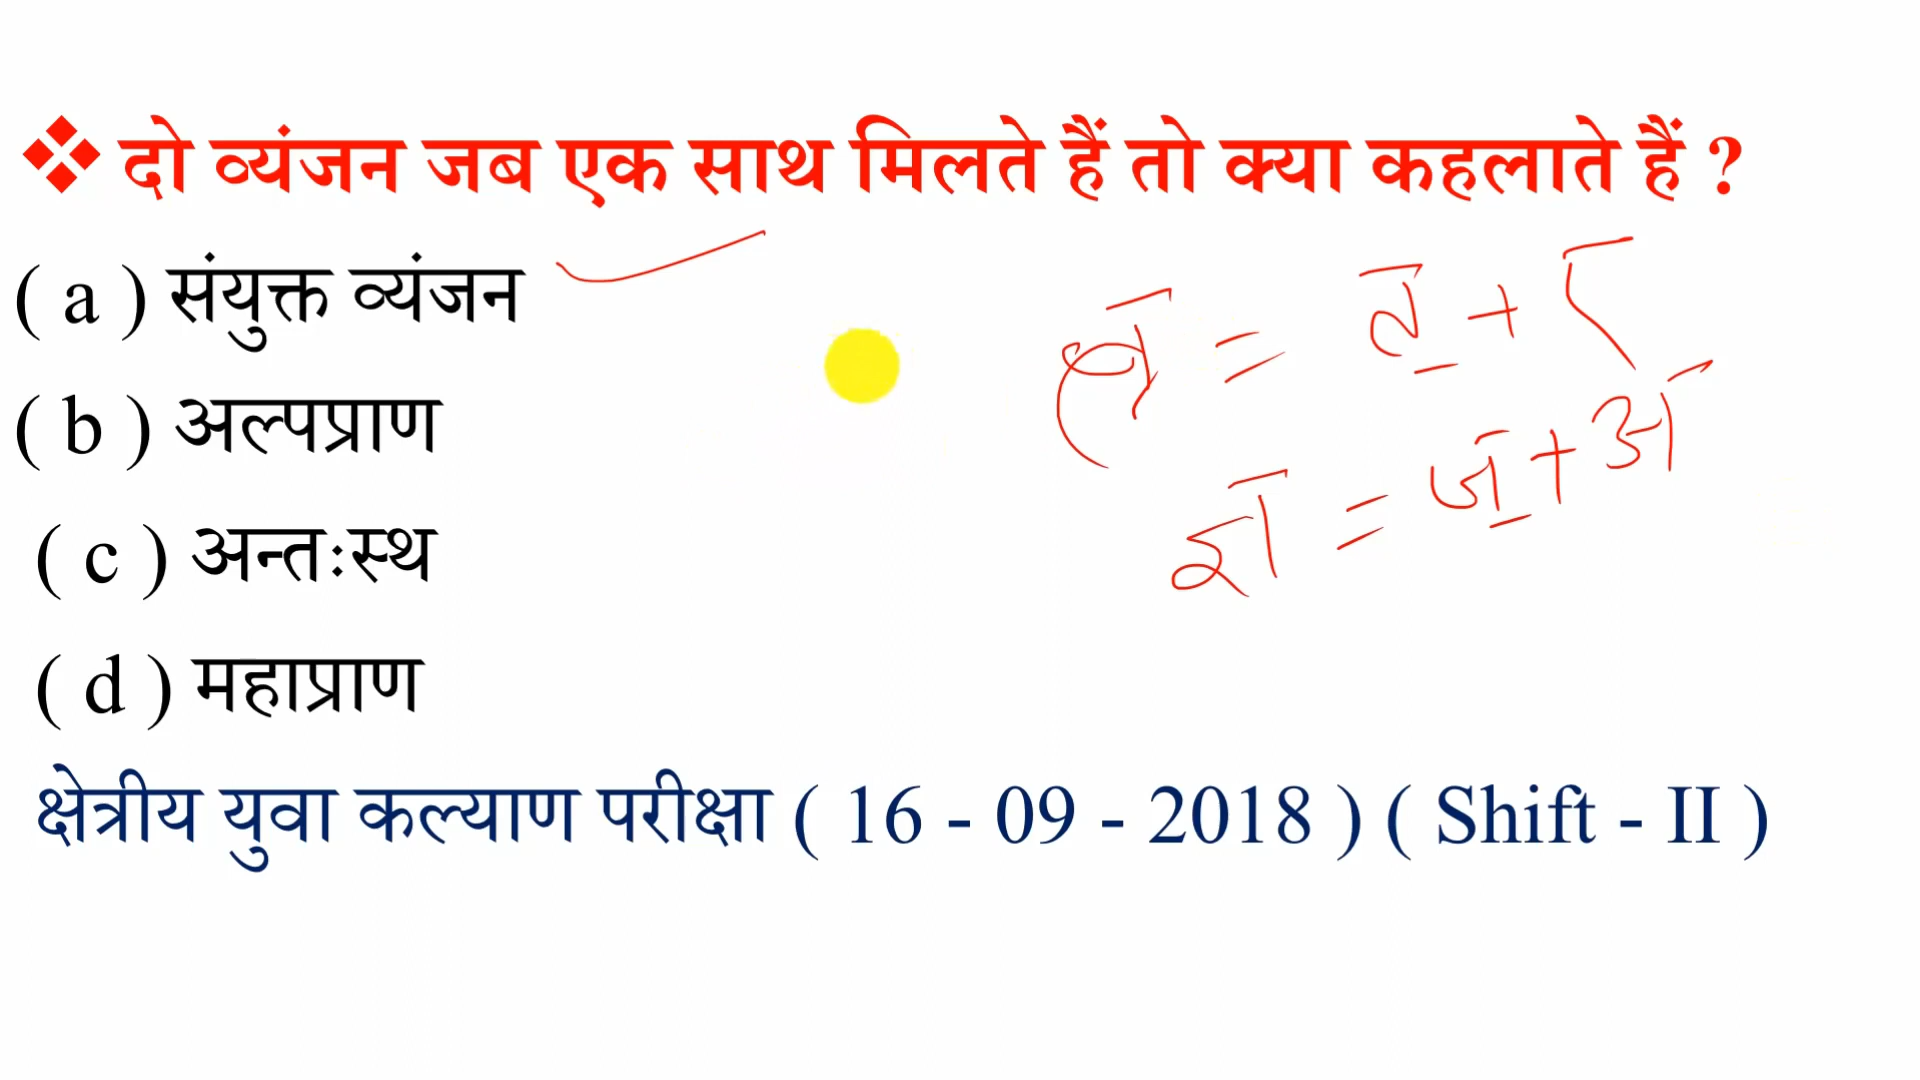 ❖ दो व्यंजन जब एक साथ मिलते हैं तो क्या कहलाते हैं ?
( a ) संयुक्त व्यंजन
( b ) अल्पप्राण
( c ) अन्तःस्थ
( d ) महाप्राण
= त् + र
ज्ञ = ज् +
क्षेत्रीय युवा कल्याण परीक्षा ( 16 - 09 - 2018 ) ( Shift - II )